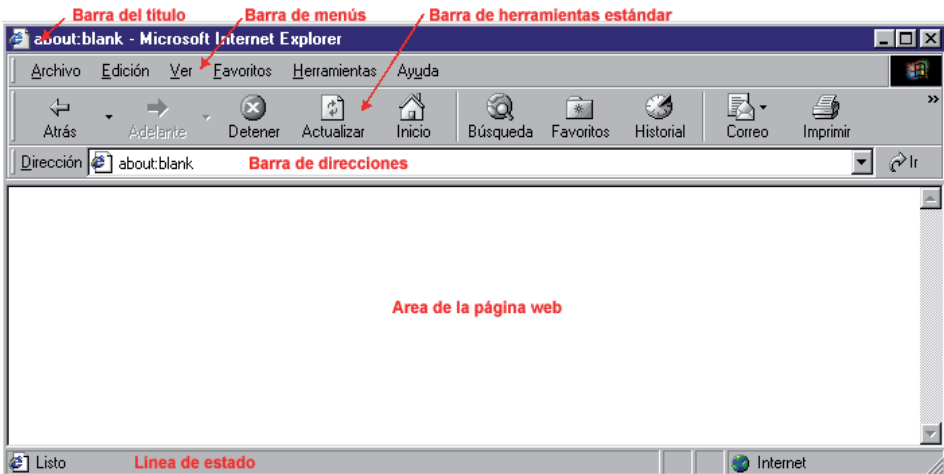 Barra del título Barra de menús Barra de herramientas estándar
about:blank - Microsoft Internet Explorer
Archivo Edición Ver Favoritos Herramientas Ayuda
Atrás Adelante Detener Actualizar Inicio Búsqueda Favoritos Historial Correo Imprimir »
Dirección about:blank Barra de direcciones Ir
Area de la página web
Listo Linea de estado Internet